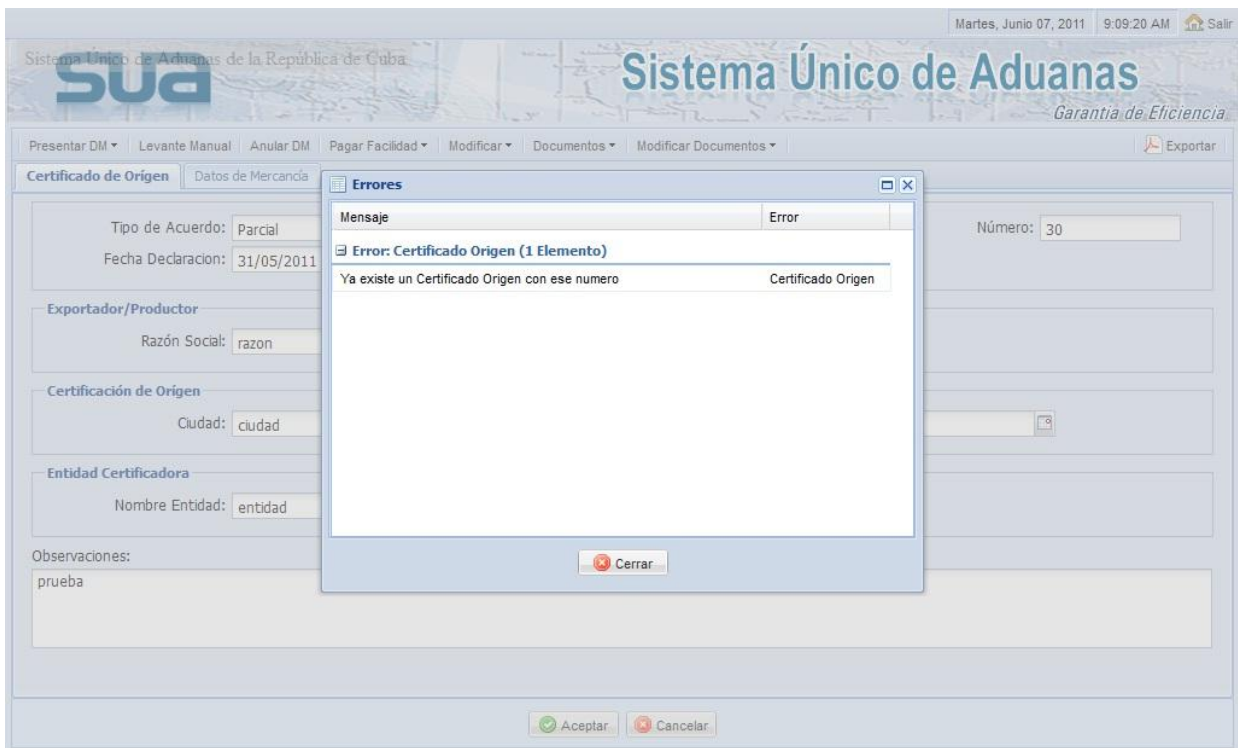 Martes, Junio 07, 2011 9:09:20 AM Salir
Sistema Único de Aduanas de la República de Cuba
sua
Sistema Único de Aduanas
Garantía de Eficiencia
Presentar DM Levante Manual Anular DM Pagar Facilidad Modificar Documentos Modificar Documentos Exportar
Certificado de Orígen Datos de Mercancía
Tipo de Acuerdo: Parcial
Número: 30
Fecha Declaracion: 31/05/2011
Exportador/Productor
Razón Social: razon
Certificación de Orígen
Ciudad: ciudad
Entidad Certificadora
Nombre Entidad: entidad
Observaciones:
prueba
Errores
Mensaje Error
Error: Certificado Origen (1 Elemento)
Ya existe un Certificado Origen con ese numero Certificado Origen
Cerrar
Aceptar Cancelar